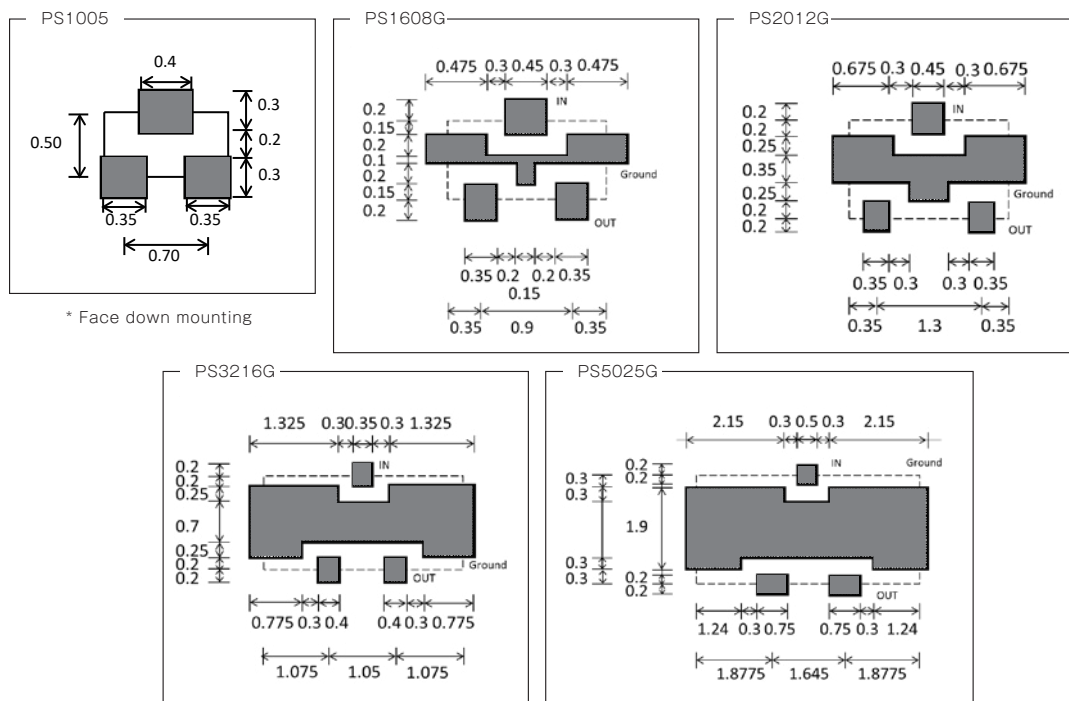 PS1005
0.4
0.50
0.3
0.2
0.3
0.35 0.35
0.70
* Face down mounting
PS1608G
0.475 0.3 0.45 0.3 0.475
0.2
0.15
0.2
0.1
0.2
0.15
0.2
IN
Ground
OUT
0.35 0.2 0.2 0.35
0.15
0.35 0.9 0.35
PS2012G
0.675 0.3 0.45 0.3 0.675
0.2
0.2
0.25
0.35
0.25
0.2
0.2
IN
Ground
OUT
0.35 0.3 0.3 0.35
0.35 1.3 0.35
PS3216G
1.325 0.3 0.35 0.3 1.325
0.2
0.2
0.25
0.7
0.25
0.2
0.2
IN
Ground
OUT
0.775 0.3 0.4 0.4 0.3 0.775
1.075 1.05 1.075
PS5025G
2.15 0.3 0.5 0.3 2.15
0.3
0.3
0.3
0.3
0.2
0.2
1.9
0.2
0.2
IN
Ground
OUT
1.24 0.3 0.75 0.75 0.3 1.24
1.8775 1.645 1.8775